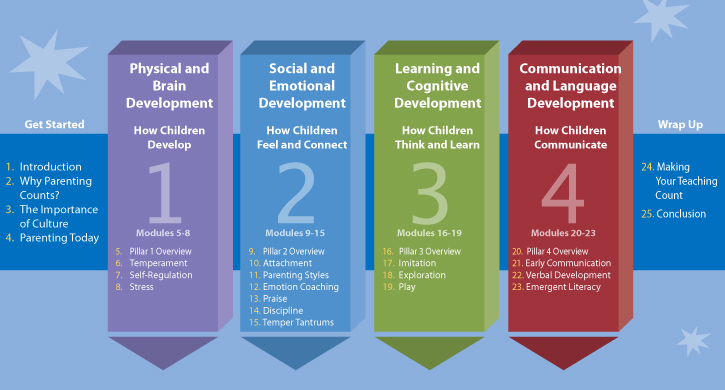 Get Started
1. Introduction
2. Why Parenting
Counts?
3. The Importance
of Culture
4. Parenting Today
Physical and
Brain
Development
How Children
Develop
1
Modules 5-8
5. Pillar 1 Overview
6. Temperament
7. Self-Regulation
8. Stress
Social and
Emotional
Development
How Children
Feel and Connect
2
Modules 9-15
9. Pillar 2 Overview
10. Attachment
11. Parenting Styles
12. Emotion Coaching
13. Praise
14. Discipline
15. Temper Tantrums
Learning and
Cognitive
Development
How Children
Think and Learn
3
Modules 16-19
16. Pillar 3 Overview
17. Imitation
18. Exploration
19. Play
Communication
and Language
Development
How Children
Communicate
4
Modules 20-23
20. Pillar 4 Overview
21. Early Communication
22. Verbal Development
23. Emergent Literacy
Wrap Up
24. Making
Your Teaching
Count
25. Conclusion